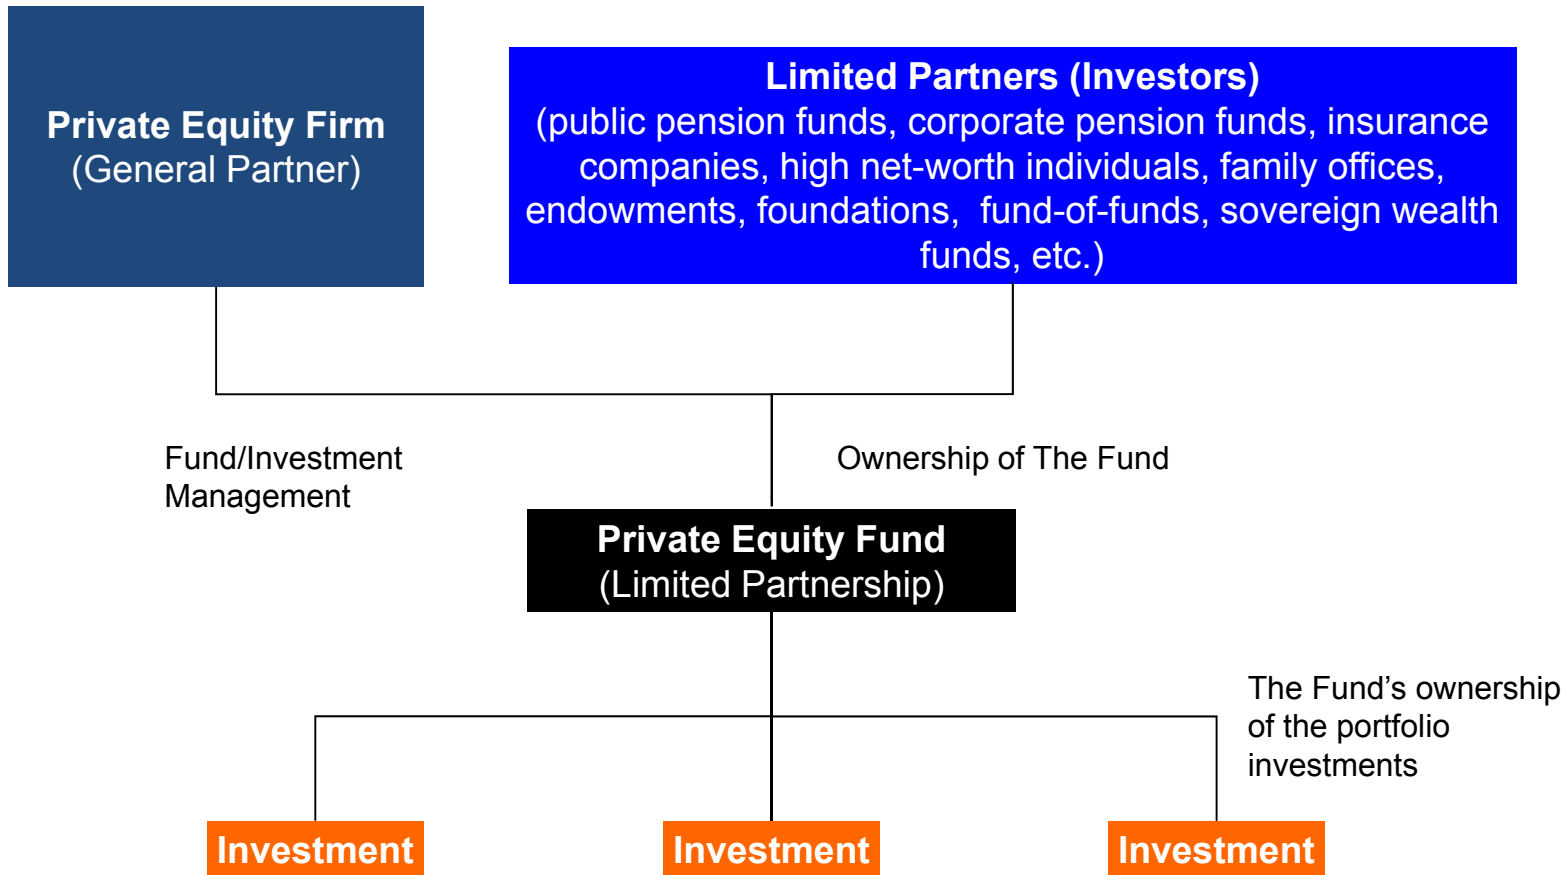 Private Equity Firm
(General Partner)
Limited Partners (Investors)
(public pension funds, corporate pension funds, insurance
companies, high net-worth individuals, family offices,
endowments, foundations,  fund-of-funds, sovereign wealth
funds, etc.)
Fund/Investment
Management
Ownership of The Fund
Private Equity Fund
(Limited Partnership)
The Fund’s ownership
of the portfolio
investments
Investment
Investment
Investment